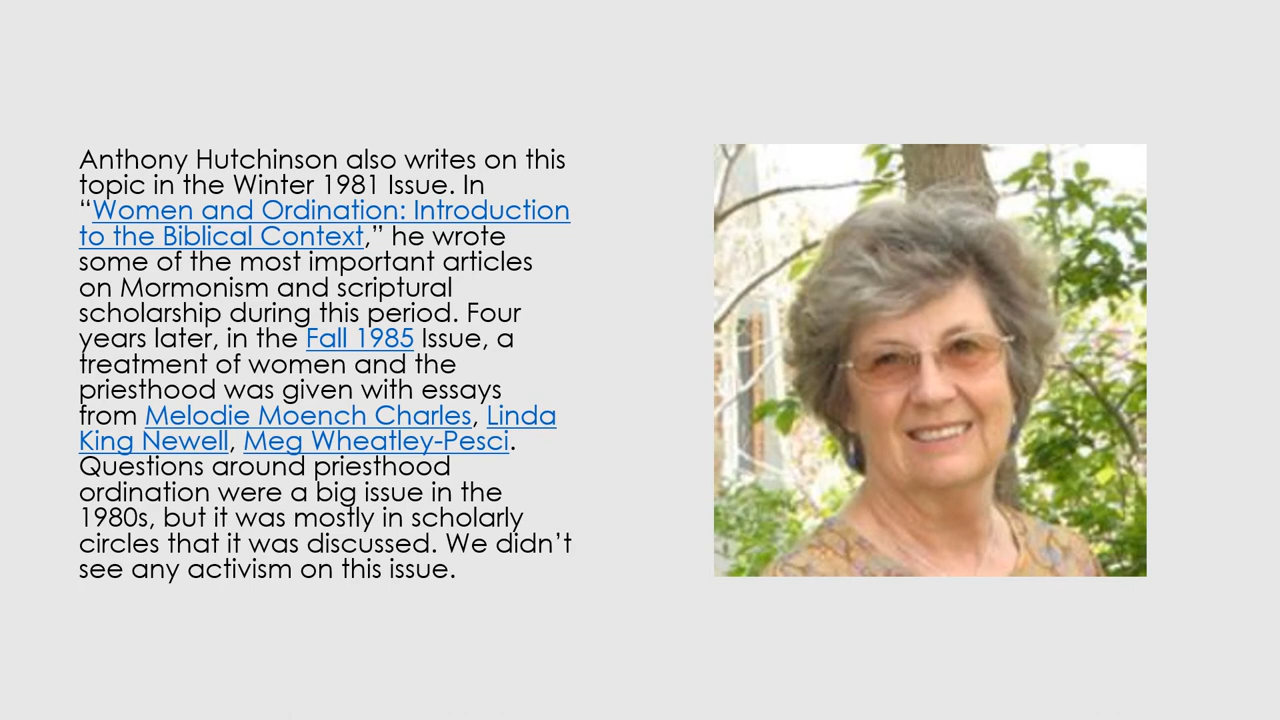 Anthony Hutchinson also writes on this
topic in the Winter 1981 Issue. In
“Women and Ordination: Introduction
to the Biblical Context,” he wrote
some of the most important articles
on Mormonism and scriptural
scholarship during this period. Four
years later, in the Fall 1985 Issue, a
treatment of women and the
priesthood was given with essays
from Melodie Moench Charles, Linda
King Newell, Meg Wheatley-Pesci.
Questions around priesthood
ordination were a big issue in the
1980s, but it was mostly in scholarly
circles that it was discussed. We didn’t
see any activism on this issue.